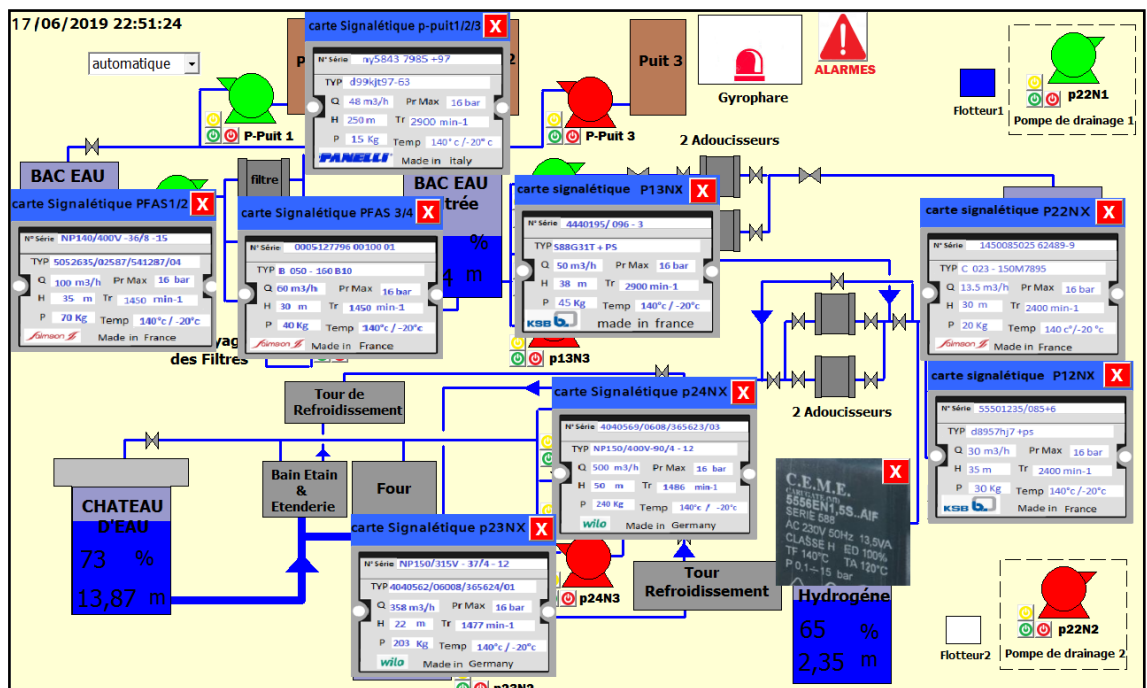 17/06/2019 22:51:24
automatique
P-Puit 1
P-Puit 3
Puit 3
Gyrophare
ALARMES
Flotteur1
p22N1
Pompe de drainage 1
2 Adoucisseurs
BAC EAU
filtre
BAC EAU
trée
%
m
carte Signalétique p-puit1/2/3 X
N° Série ny5843 7985 +97
TYP d99kjt97-63
Q 48 m3/h Pr Max 16 bar
H 250 m Tr 2900 min-1
P 15 Kg Temp 140° c /-20° c
PANELLI Made in italy
carte Signalétique PFAS1/2 X
N° Série NP140/400V -36/8 -15
TYP 5052635/02587/541287/04
Q 100 m3/h Pr Max 16 bar
H 35 m Tr 1450 min-1
P 70 Kg Temp 140°c / -20°c
Salmson Made in France
carte Signalétique PFAS 3/4 X
N° Série 0005127796 00100 01
TYP B 050 - 160 B10
Q 60 m3/h Pr Max 16 bar
H 30 m Tr 1450 min-1
P 40 Kg Temp 140°c / -20°c
Salmson Made in France
des Filtres
carte signalétique P13NX X
N° Série 4440195/ 096 - 3
TYP S88G31T + PS
Q 50 m3/h Pr Max 16 bar
H 38 m Tr 2900 min-1
P 45 Kg Temp 140°c / -20°c
KSB b. made in france
p13N3
carte signalétique P22NX X
N° Série 1450085025 62489-9
TYP C 023 - 150M7895
Q 13.5 m3/h Pr Max 16 bar
H 30 m Tr 2400 min-1
P 20 Kg Temp 140 c°/-20° c
Salmson Made in France
2 Adoucisseurs
carte signalétique P12NX X
N° Série 55501235/085+6
TYP d8957hj7 +ps
Q 30 m3/h Pr Max 16 bar
H 35 m Tr 2400 min-1
P 30 Kg Temp 140°c/-20° c
KSB b. Made in France
Tour de
Refroidissement
Bain Etain
&
Etenderie
Four
CHATEAU
D'EAU
73 %
13,87 m
carte Signalétique p24NX X
N° Série 4040569/0608/365623/03
TYP NP150/400V-90/4 - 12
Q 500 m3/h Pr Max 16 bar
H 50 m Tr 1486 min-1
P 240 Kg Temp 140°c / -20°c
wilo Made in Germany
p24N3
carte Signalétique p23NX X
N° Série NP150/315V - 37/4 - 12
TYP 4040562/06008/365624/01
Q 358 m3/h Pr Max 16 bar
H 22 m Tr 1477 min-1
P 203 Kg Temp 140°c / -20°c
wilo Made in Germany
p23N2
Tour
Refroidissement
X
C.E.M.E.
5556EN1,5S..AIF
SERIE 588
AC 230V 50Hz 13,5VA
CLASSE H ED 100%
TF 140°C TA 120°C
P 0,1÷15 bar
Hydrogéne
65 %
2,35 m
Flotteur2
p22N2
Pompe de drainage 2